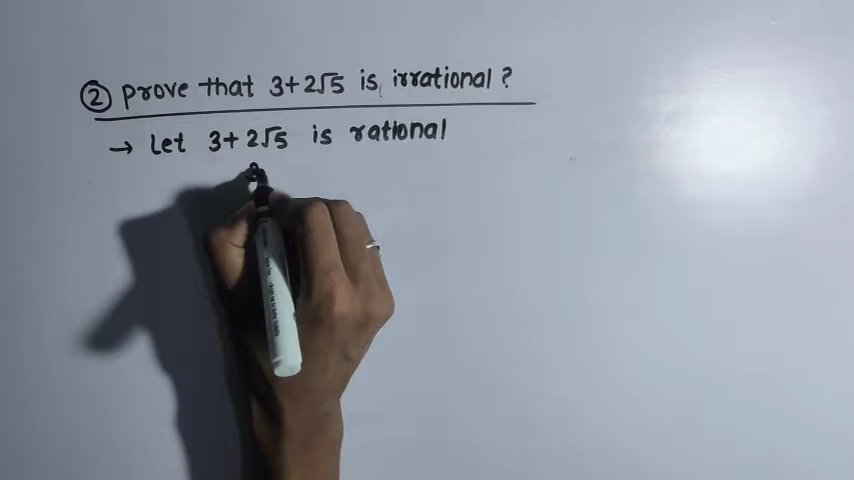 ② prove that 3+2√5 is irrational?
→ Let 3+2√5 is rational